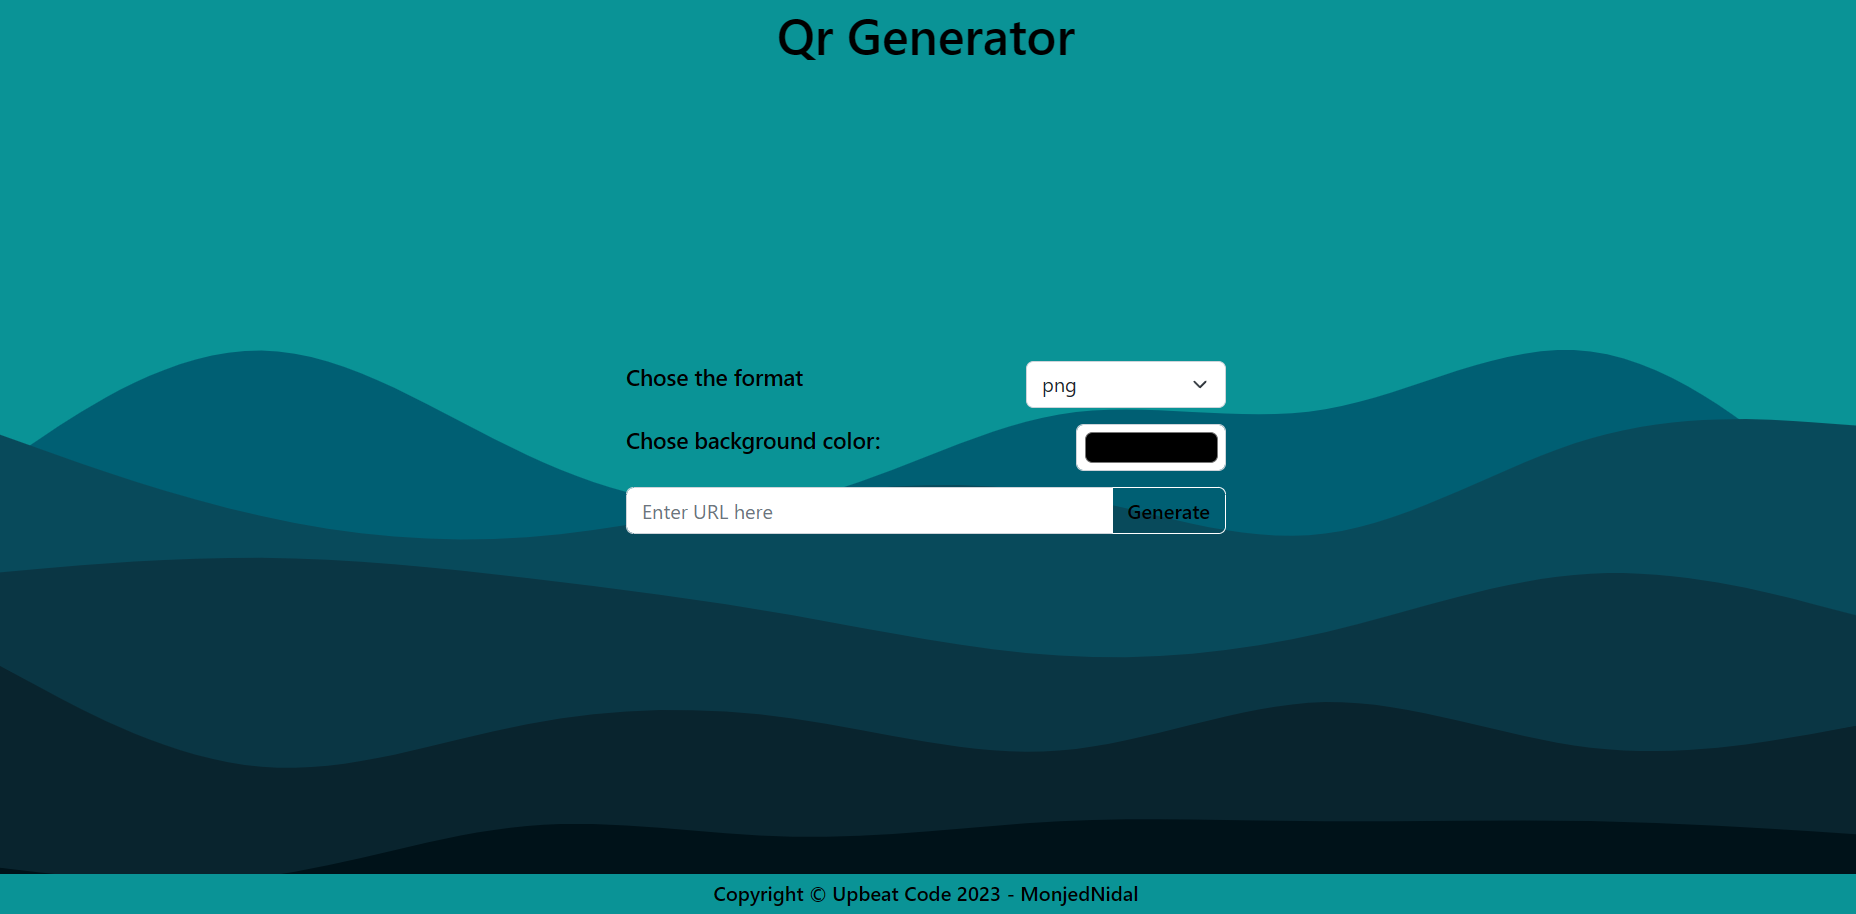 Qr Generator
Chose the format
png
Chose background color:
Enter URL here
Generate
Copyright © Upbeat Code 2023 - MonjedNidal